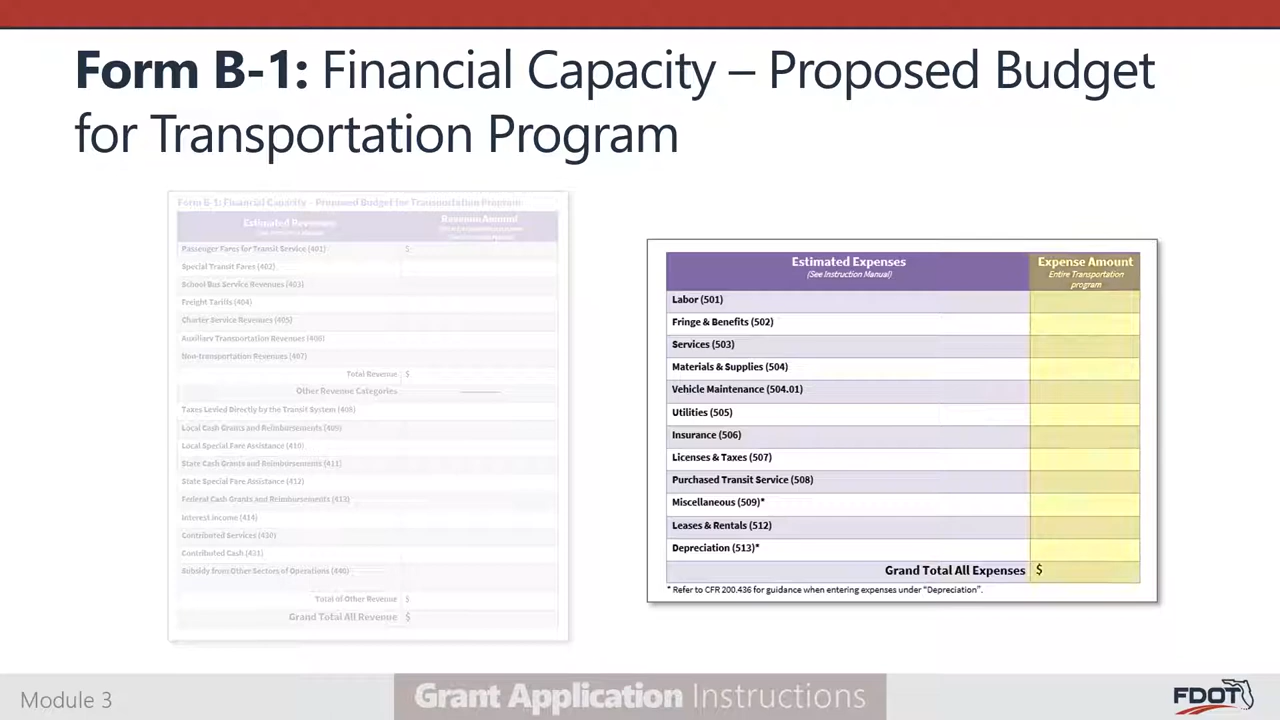 Form B-1: Financial Capacity – Proposed Budget
for Transportation Program
Form B-1: Financial Capacity – Proposed Budget for Transportation Program
Estimated Revenues
Revenue Amount
Passenger Fares for Transit Service (401) $
Special Transit Fares (402)
School Bus Service Revenues (403)
Freight Tariffs (404)
Charter Service Revenues (405)
Auxiliary Transportation Revenues (406)
Non-transportation Revenues (407)
Total Revenue $
Other Revenue Categories
Taxes Levied Directly by the Transit System (408)
Local Cash Grants and Reimbursements (409)
Local Special Fare Assistance (410)
State Cash Grants and Reimbursements (411)
State Special Fare Assistance (412)
Federal Cash Grants and Reimbursements (413)
Interest Income (414)
Contributed Services (430)
Contributed Cash (431)
Subsidy from Other Sectors of Operations (440)
Total of Other Revenue $
Grand Total All Revenue $
Estimated Expenses
(See Instruction Manual)
Expense Amount
Entire Transportation
program
Labor (501)
Fringe & Benefits (502)
Services (503)
Materials & Supplies (504)
Vehicle Maintenance (504.01)
Utilities (505)
Insurance (506)
Licenses & Taxes (507)
Purchased Transit Service (508)
Miscellaneous (509)*
Leases & Rentals (512)
Depreciation (513)*
Grand Total All Expenses $
* Refer to CFR 200.436 for guidance when entering expenses under “Depreciation”.
Module 3
Grant Application Instructions
FDOT